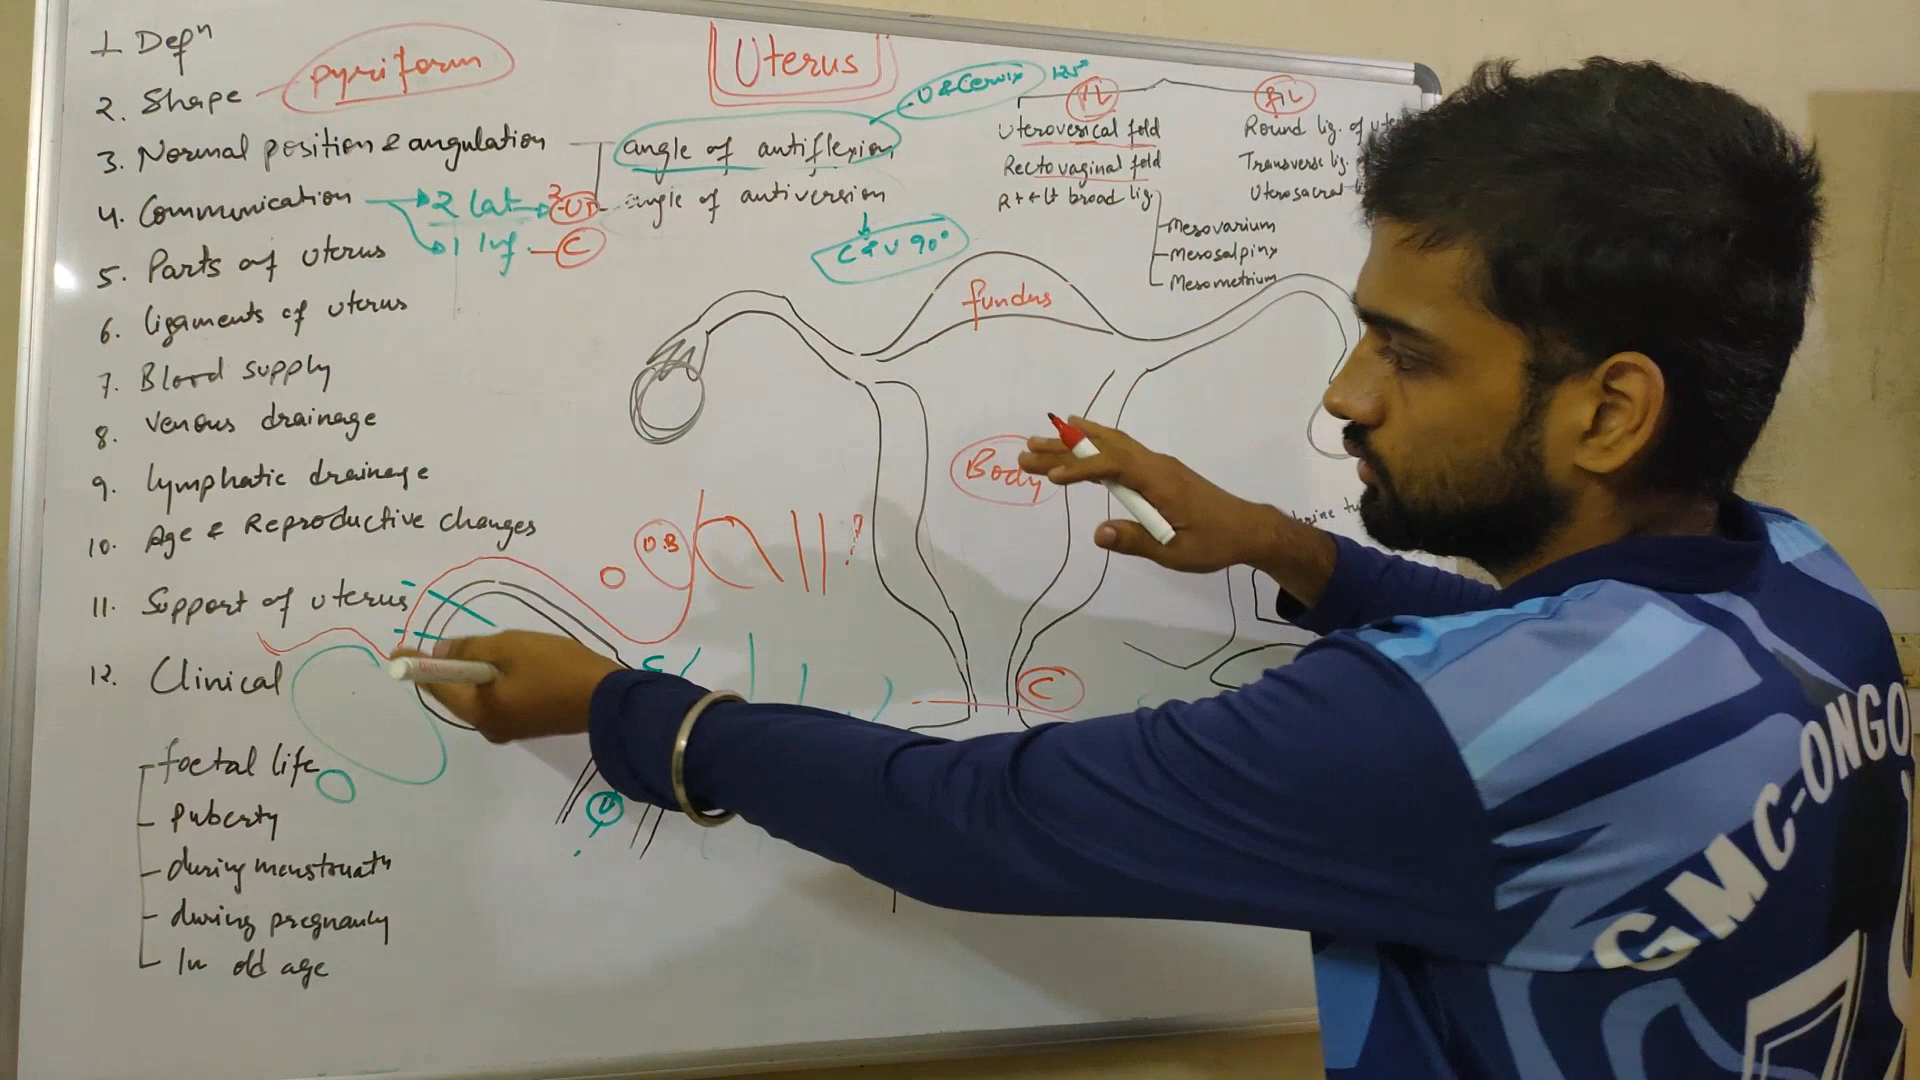 Uterus
1. Defⁿ
2. Shape
pyriform
3. Normal position & angulation
angle of antiflexion
U & Cervix 125°
angle of antiversion
C & V 90°
4. Communication
2 lat
UT
1 Inf
C
5. Parts of uterus
6. ligaments of uterus
7. Blood supply
8. venous drainage
9. lymphatic drainage
10. Age & Reproductive changes
11. Support of uterus
12. Clinical
foetal life
Puberty
during menstruatⁿ
during pregnancy
In old age
Uterovesical fold
Rectovaginal fold
Rt & lt broad lig.
Mesovarium
Mesosalpinx
Mesometrium
Round lig. of
Transverse lig.
Uterosacral
fundus
Body
C
U.B
C
U
GMC-ONGO